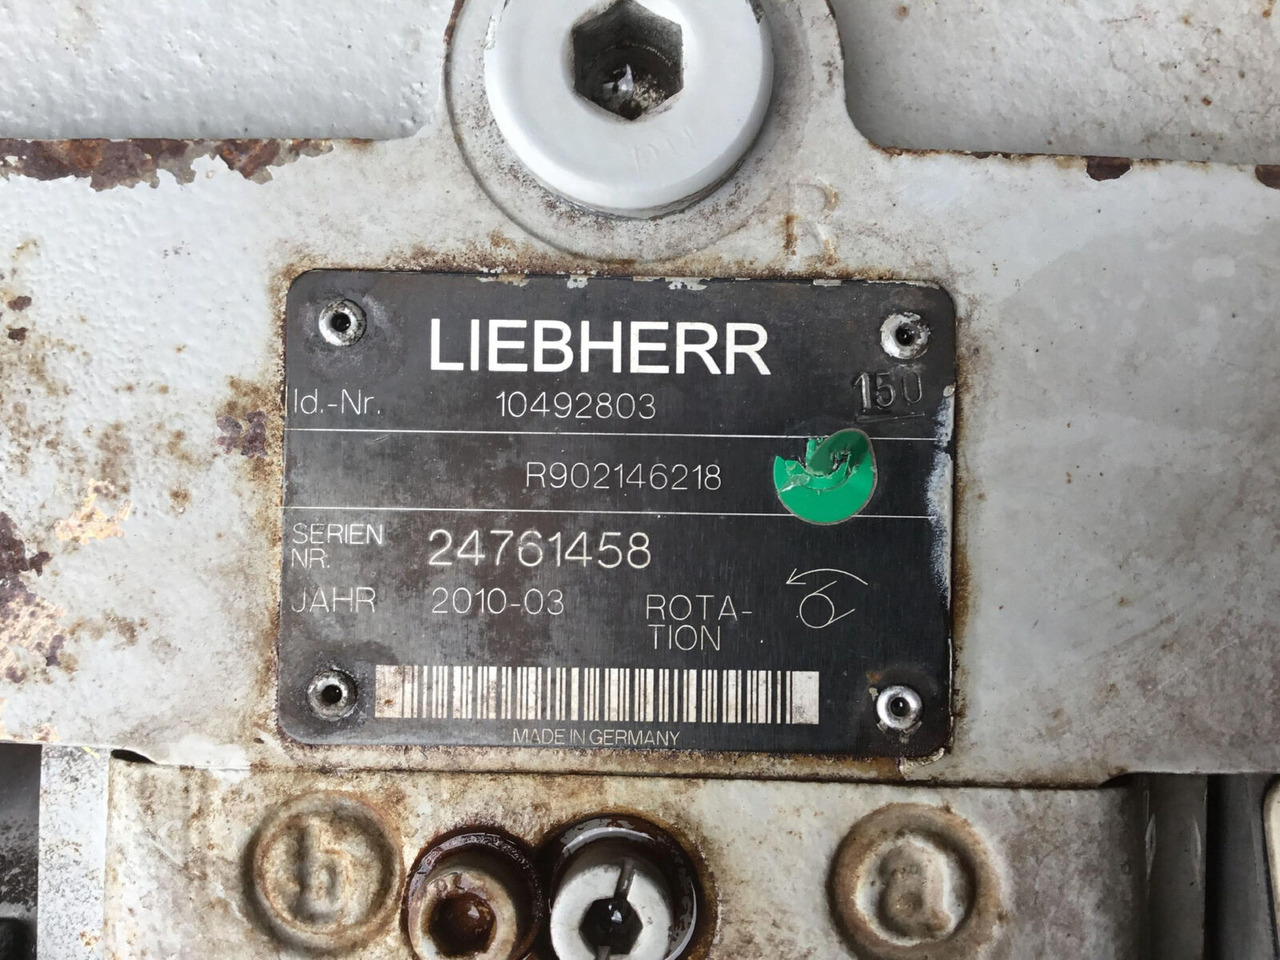 R
LIEBHERR
Id.-Nr. 10492803 150
R902146218
SERIEN NR. 24761458
JAHR 2010-03 ROTA-
TION
MADE IN GERMANY
b a